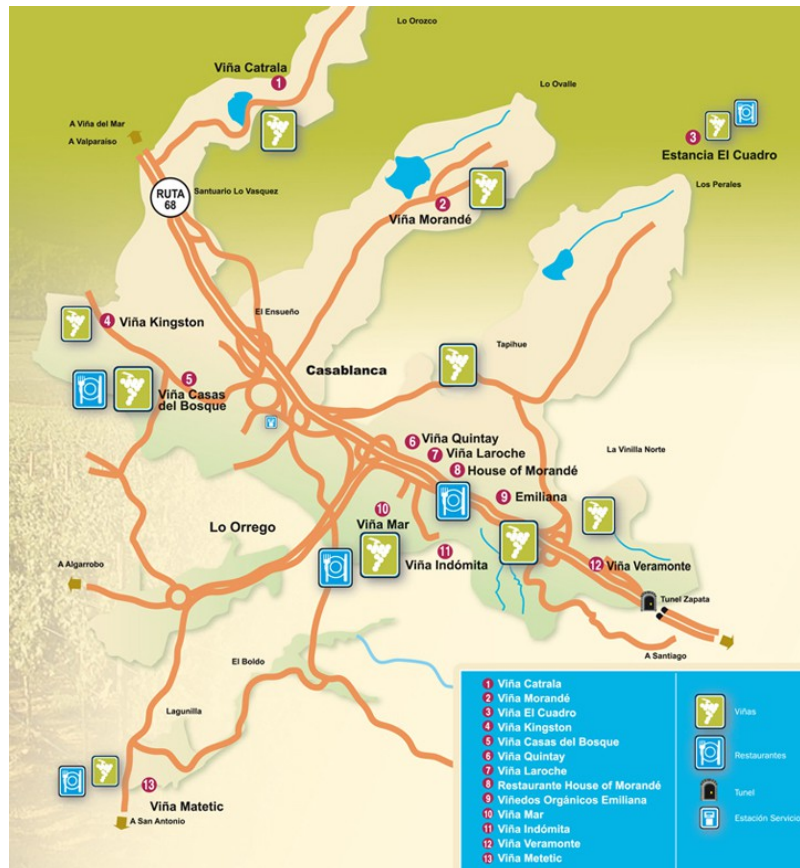 Lo Orozco
Viña Catrala
1
Lo Ovalle
A Viña del Mar
A Valparaíso
3
Estancia El Cuadro
Los Perales
RUTA
68
Santuario Lo Vasquez
2
Viña Morandé
El Ensueño
4 Viña Kingston
Tapihue
Casablanca
5
Viña Casas
del Bosque
6 Viña Quintay
7 Viña Laroche
8 House of Morandé
La Vinilla Norte
9 Emiliana
10
Viña Mar
Lo Orrego
11
Viña Indómita
12 Viña Veramonte
A Algarrobo
Tunel Zapata
A Santiago
El Boldo
Lagunilla
13
Viña Matetic
A San Antonio
1 Viña Catrala
2 Viña Morandé
3 Viña El Cuadro
4 Viña Kingston
5 Viña Casas del Bosque
6 Viña Quintay
7 Viña Laroche
8 Restaurante House of Morandé
9 Viñedos Orgánicos Emiliana
10 Viña Mar
11 Viña Indómita
12 Viña Veramonte
13 Viña Metetic
Viñas
Restaurantes
Tunel
Estación Servicio